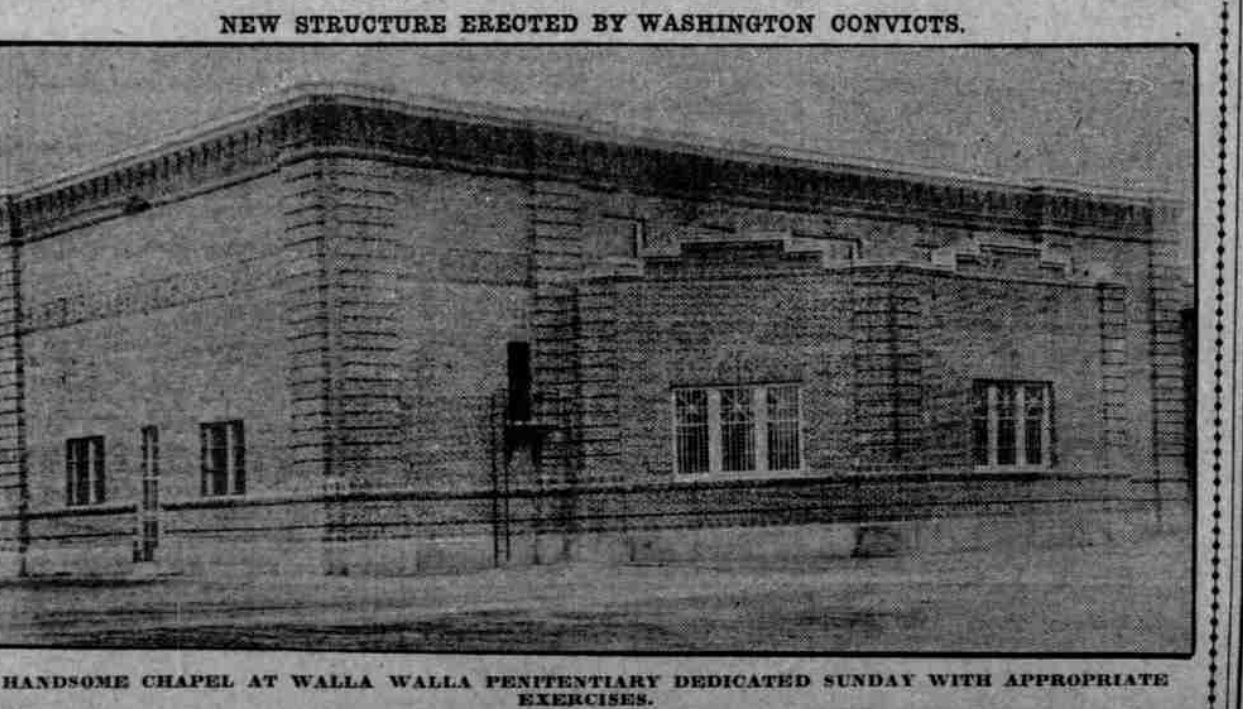 NEW STRUCTURE ERECTED BY WASHINGTON CONVICTS.
HANDSOME CHAPEL AT WALLA WALLA PENITENTIARY DEDICATED SUNDAY WITH APPROPRIATE
EXERCISES.